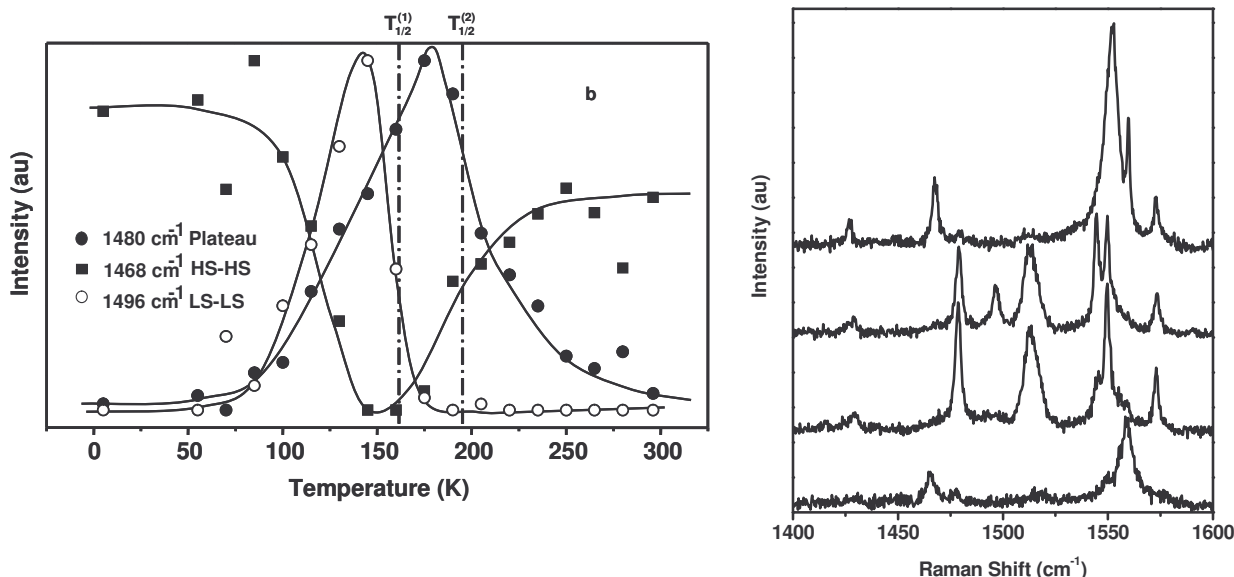 T1/2(1) T1/2(2)
b
Intensity (au)
1480 cm-1 Plateau
1468 cm-1 HS-HS
1496 cm-1 LS-LS
0 50 100 150 200 250 300
Temperature (K)
Intensity (au)
1400 1450 1500 1550 1600
Raman Shift (cm-1)